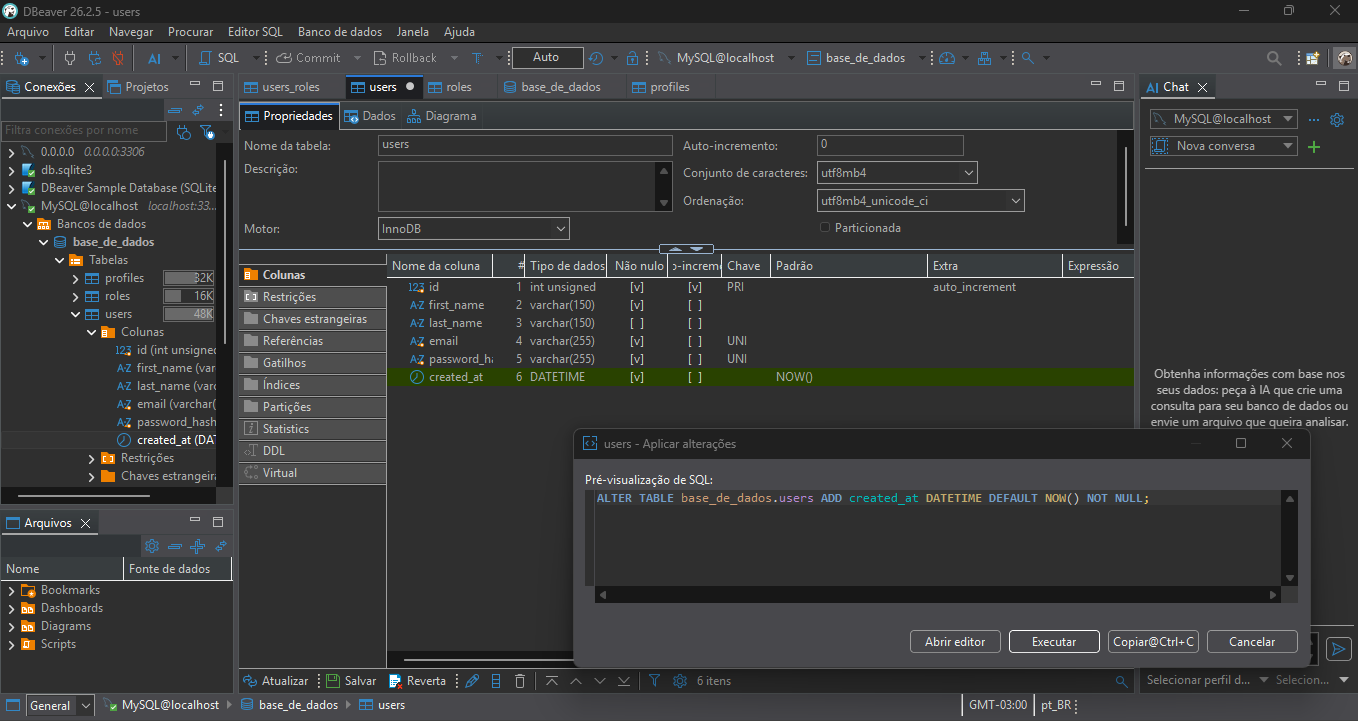 DBeaver 26.2.5 - users
Arquivo Editar Navegar Procurar Editor SQL Banco de dados Janela Ajuda
AI SQL Commit Rollback T Auto MySQL@localhost base_de_dados
Conexões Projetos
users_roles users roles base_de_dados profiles
AI Chat
Filtra conexões por nome
0.0.0.0 0.0.0.0:3306
db.sqlite3
DBeaver Sample Database (SQLite
MySQL@localhost localhost:33...
Bancos de dados
base_de_dados
Tabelas
profiles 32K
roles 16K
users 48K
Colunas
id (int unsigned
first_name (var
last_name (varc
email (varchar(
password_hash
created_at (DAT
Restrições
Chaves estrangeira
Arquivos
Nome Fonte de dados
Bookmarks
Dashboards
Diagrams
Scripts
Propriedades Dados Diagrama
Nome da tabela: users
Descrição:
Motor: InnoDB
Auto-incremento: 0
Conjunto de caracteres: utf8mb4
Ordenação: utf8mb4_unicode_ci
Particionada
Colunas
Restrições
Chaves estrangeiras
Referências
Gatilhos
Índices
Partições
Statistics
DDL
Virtual
Nome da coluna # Tipo de dados Não nulo o-increme Chave Padrão Extra Expressão
123 id 1 int unsigned [v] [v] PRI auto_increment
A-Z first_name 2 varchar(150) [v] [ ]
A-Z last_name 3 varchar(150) [ ] [ ]
A-Z email 4 varchar(255) [v] [ ] UNI
A-Z password_ha 5 varchar(255) [v] [ ] UNI
created_at 6 DATETIME [v] [ ] NOW()
MySQL@localhost
Nova conversa
Obtenha informações com base nos
seus dados: peça à IA que crie uma
consulta para seu banco de dados ou
envie um arquivo que queira analisar.
users - Aplicar alterações
Pré-visualização de SQL:
ALTER TABLE base_de_dados.users ADD created_at DATETIME DEFAULT NOW() NOT NULL;
Abrir editor Executar Copiar@Ctrl+C Cancelar
Atualizar Salvar Reverta 6 itens
Selecionar perfil d... Selecion...
General MySQL@localhost base_de_dados users
GMT-03:00 pt_BR